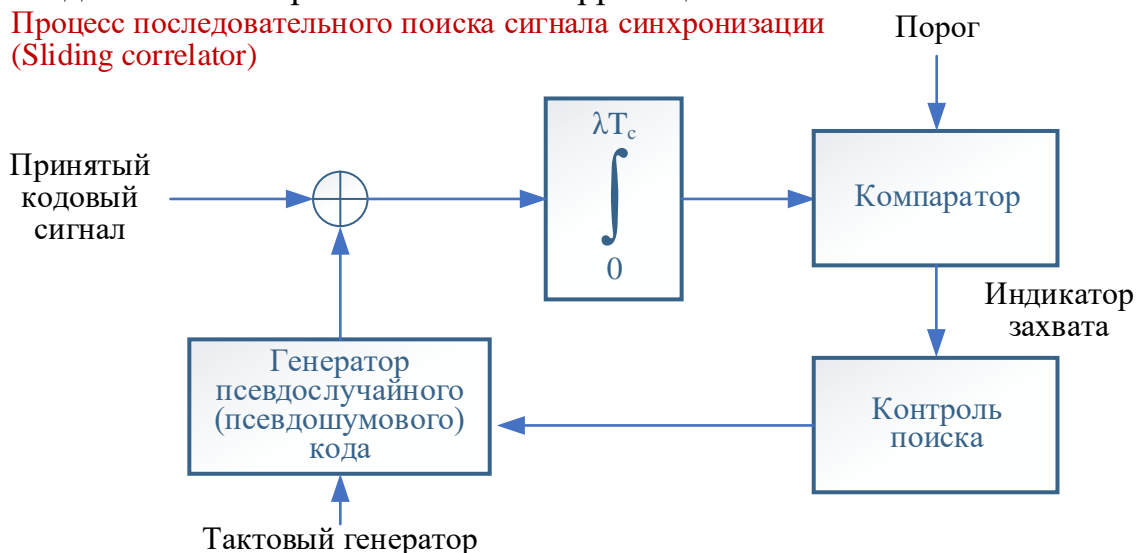 Процесс последовательного поиска сигнала синхронизации
(Sliding correlator)
Порог
Принятый
кодовый
сигнал
λTc
∫
0
Компаратор
Индикатор
захвата
Генератор
псевдослучайного
(псевдошумового)
кода
Контроль
поиска
Тактовый генератор